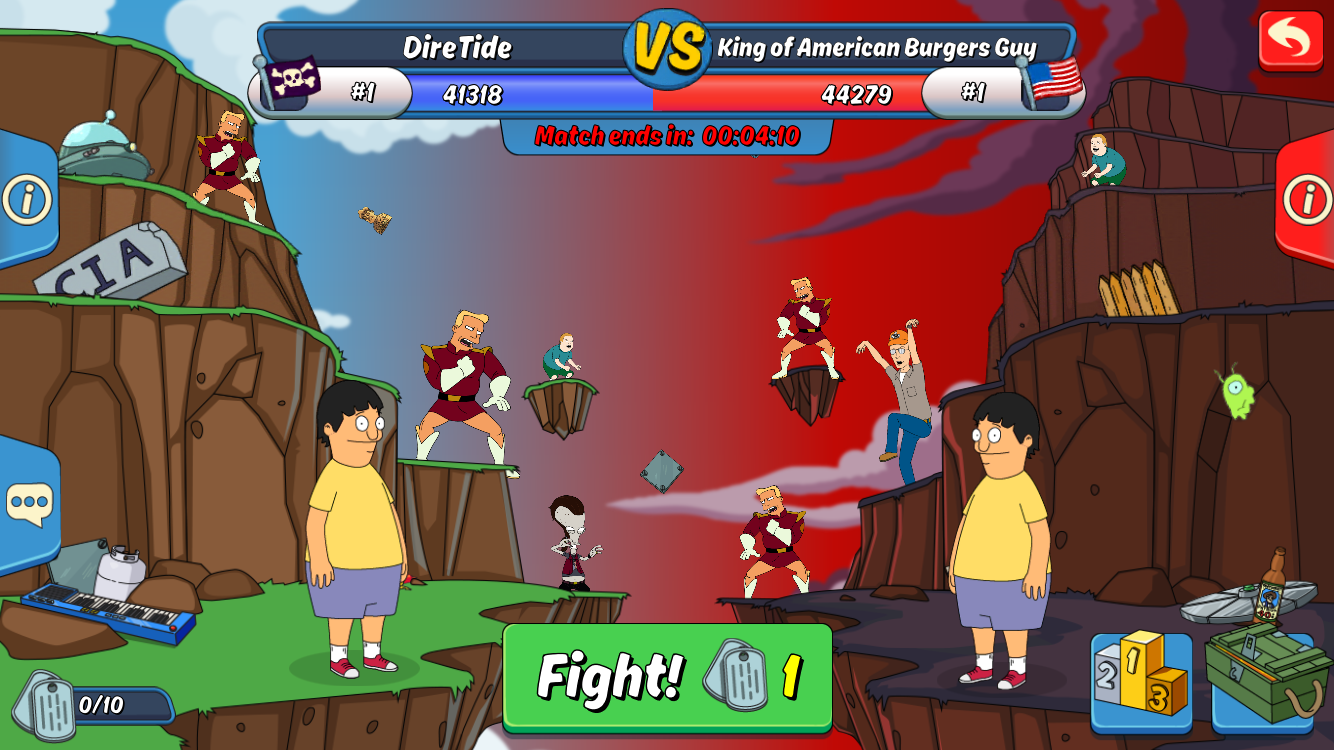 DireTide
VS
King of American Burgers Guy
#1
41318
44279
#1
Match ends in: 00:04:10
i
i
CIA
Fight!
1
0/10
2
1
3